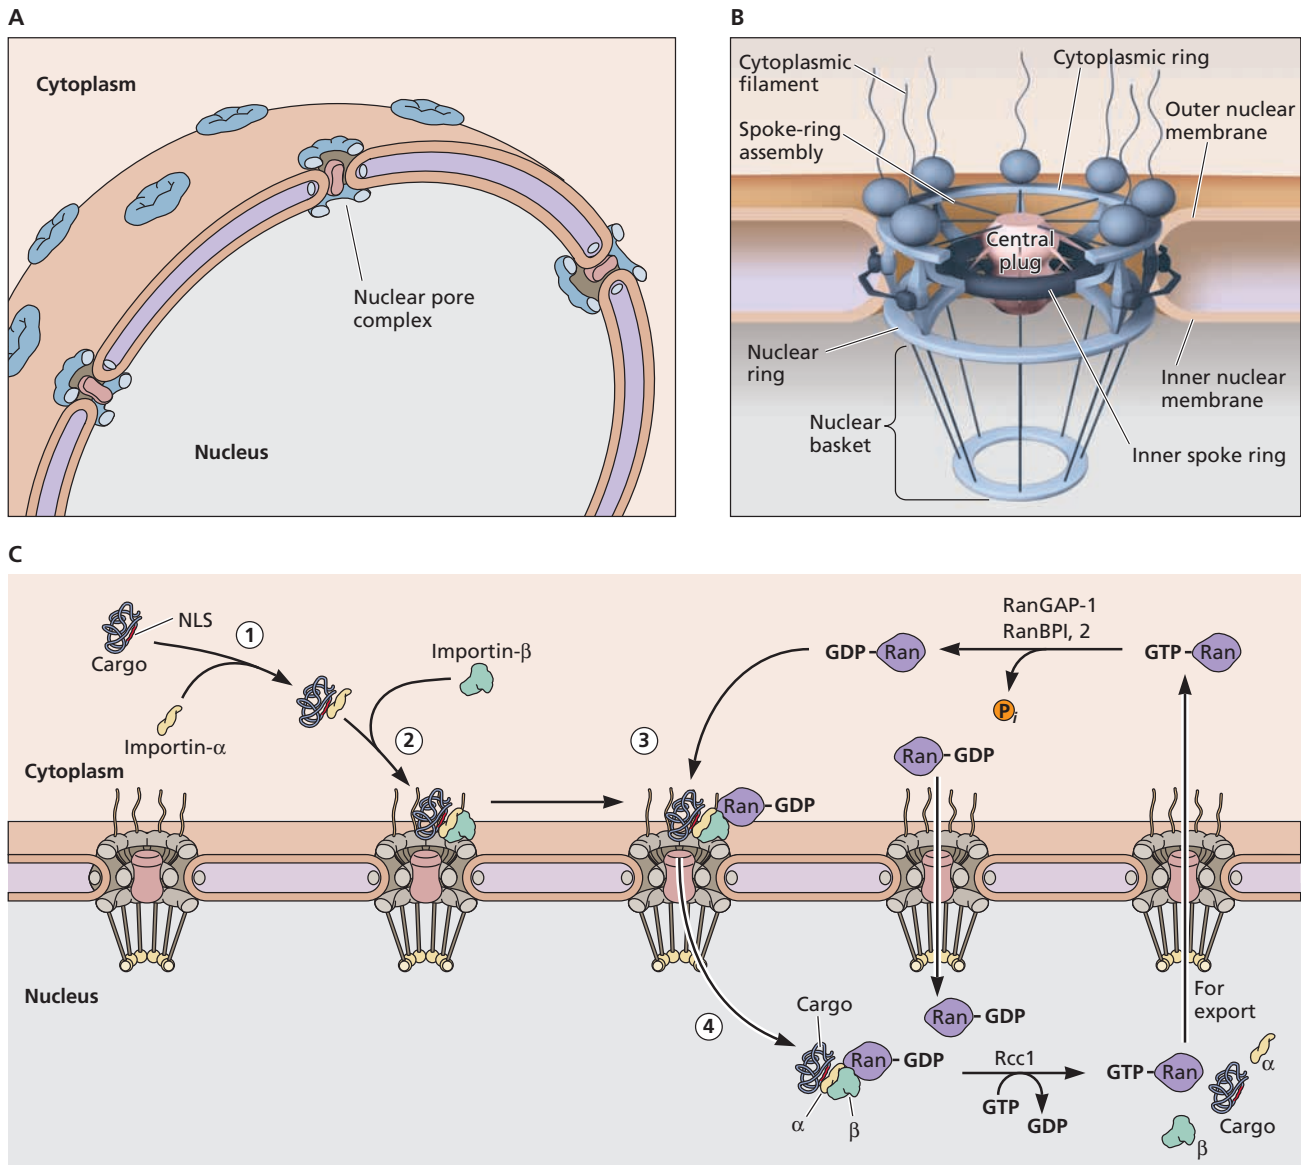 A
Cytoplasm
Nuclear pore
complex
Nucleus
B
Cytoplasmic
filament
Cytoplasmic ring
Spoke-ring
assembly
Outer nuclear
membrane
Central
plug
Nuclear
ring
Inner nuclear
membrane
Nuclear
basket
Inner spoke ring
C
NLS
Cargo
1
Importin-α
Importin-β
2
Cytoplasm
3
GDP-Ran
RanGAP-1
RanBPI, 2
GTP-Ran
Pi
Ran-GDP
Ran-GDP
Nucleus
4
Cargo
Ran-GDP
α
β
Ran-GDP
Rcc1
GTP
GDP
For
export
GTP-Ran
α
Cargo
β